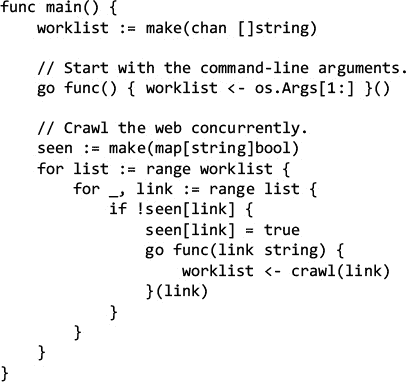 func main() {
    worklist := make(chan []string)

    // Start with the command-line arguments.
    go func() { worklist <- os.Args[1:] }()

    // Crawl the web concurrently.
    seen := make(map[string]bool)
    for list := range worklist {
        for _, link := range list {
            if !seen[link] {
                seen[link] = true
                go func(link string) {
                    worklist <- crawl(link)
                }(link)
            }
        }
    }
}